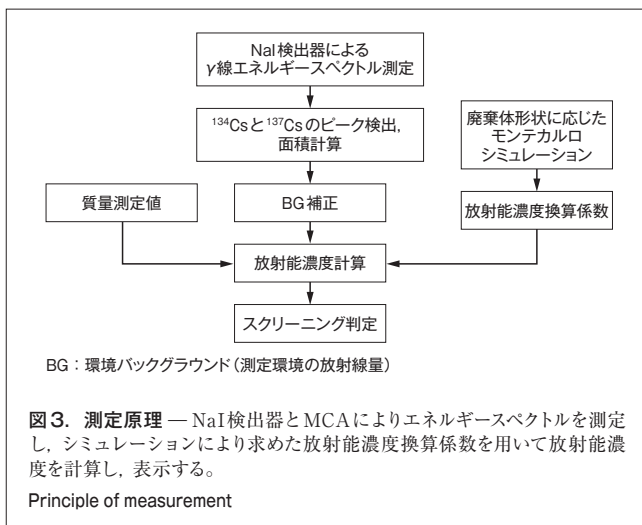 NaI検出器による
γ線エネルギースペクトル測定
¹³⁴Csと¹³⁷Csのピーク検出,
面積計算
廃棄体形状に応じた
モンテカルロ
シミュレーション
質量測定値
BG補正
放射能濃度換算係数
放射能濃度計算
スクリーニング判定
BG：環境バックグラウンド（測定環境の放射線量）
図3. 測定原理 — NaI検出器とMCAによりエネルギースペクトルを測定
し，シミュレーションにより求めた放射能濃度換算係数を用いて放射能濃
度を計算し，表示する。
Principle of measurement